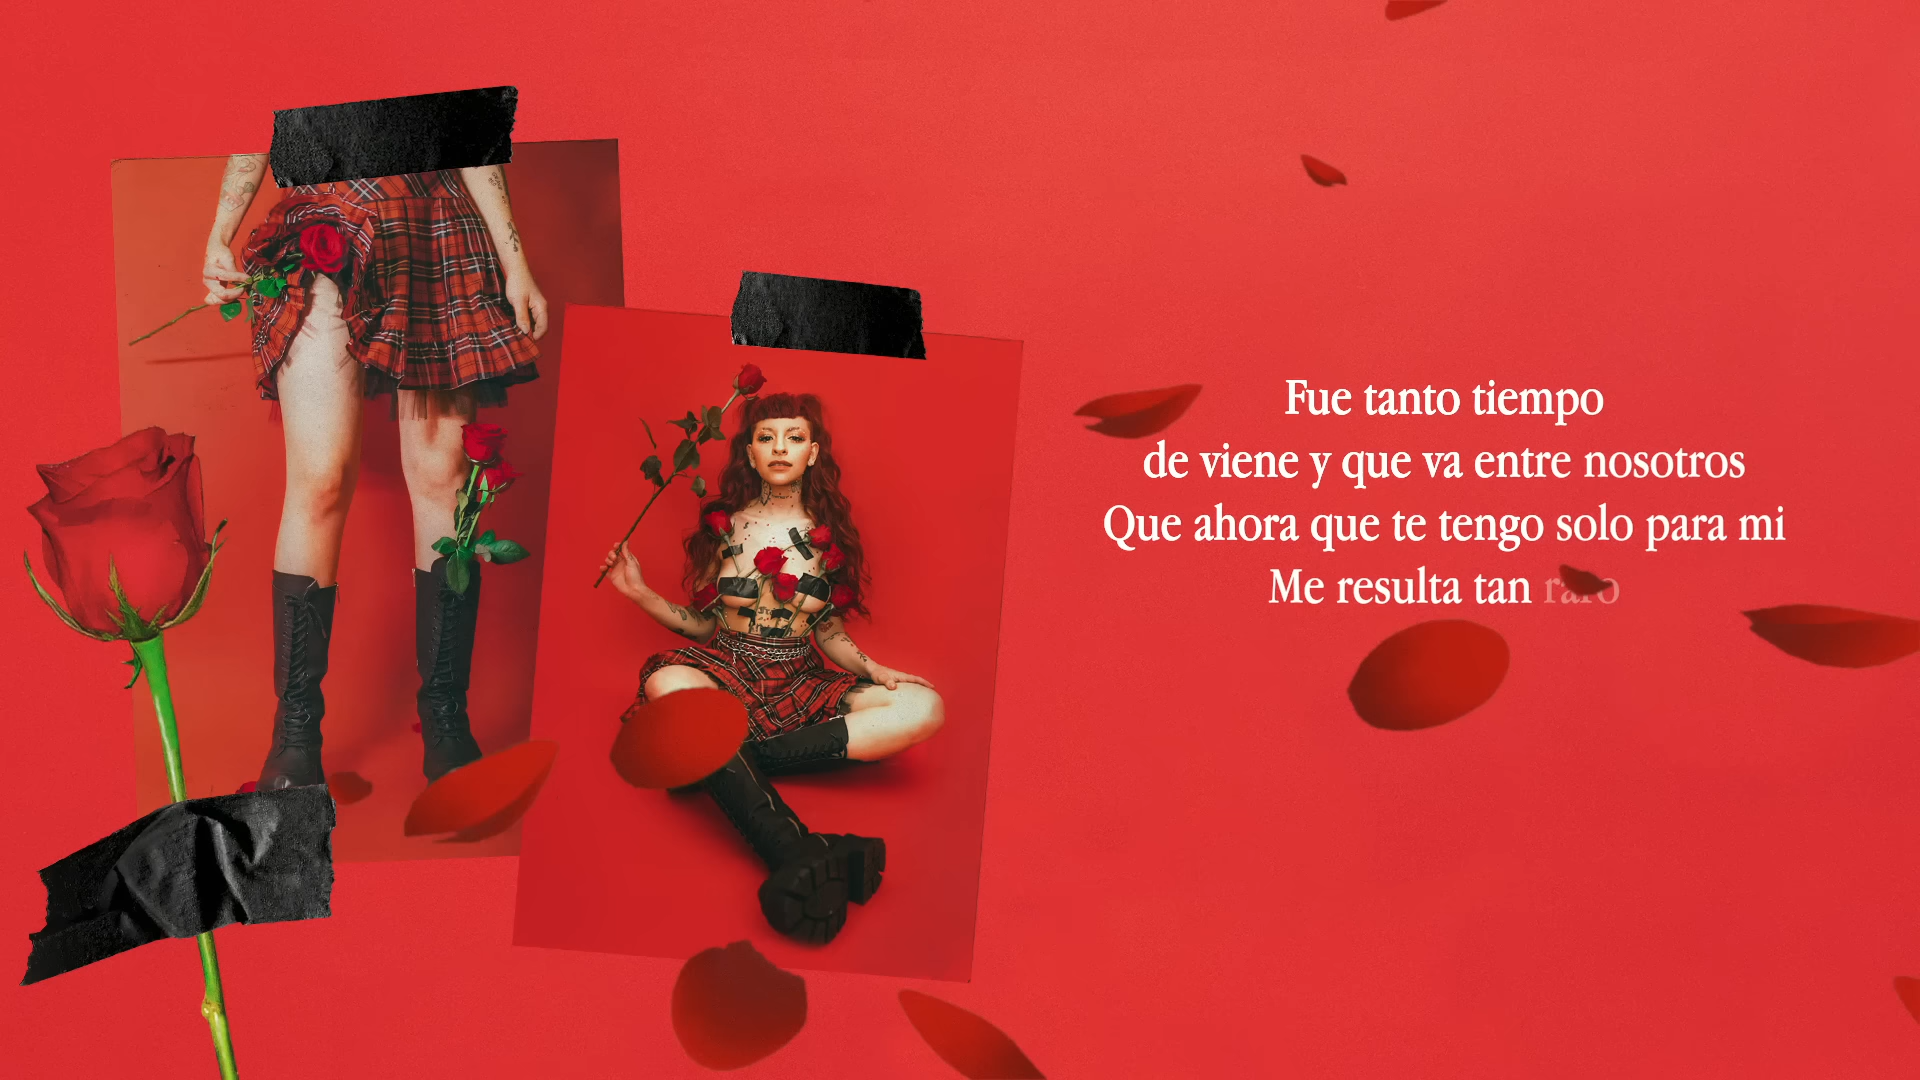 Fue tanto tiempo
de viene y que va entre nosotros
Que ahora que te tengo solo para mi
Me resulta tan raro